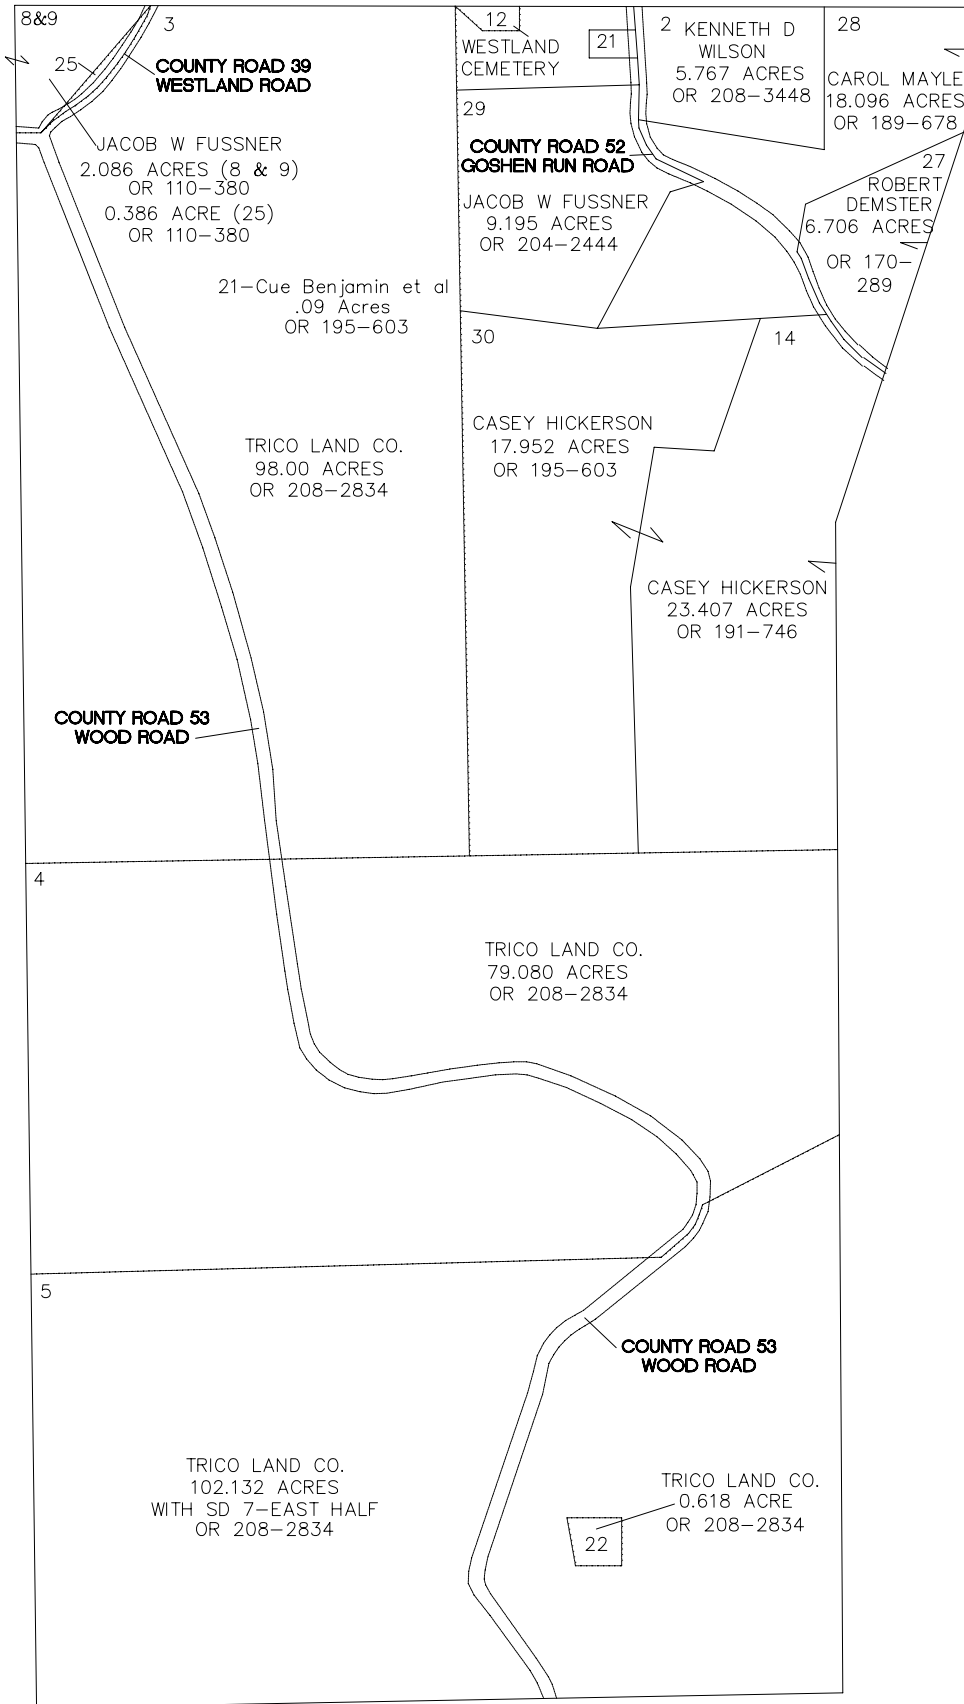 8&9
3
12
WESTLAND
CEMETERY
21
2
KENNETH D
WILSON
5.767 ACRES
OR 208-3448
28
CAROL MAYLE
18.096 ACRES
OR 189-678
25
COUNTY ROAD 39
WESTLAND ROAD
29
JACOB W FUSSNER
2.086 ACRES (8 & 9)
OR 110-380
0.386 ACRE (25)
OR 110-380
COUNTY ROAD 52
GOSHEN RUN ROAD
JACOB W FUSSNER
9.195 ACRES
OR 204-2444
27
ROBERT
DEMSTER
6.706 ACRES
OR 170-
289
21-Cue Benjamin et al
.09 Acres
OR 195-603
30
14
TRICO LAND CO.
98.00 ACRES
OR 208-2834
CASEY HICKERSON
17.952 ACRES
OR 195-603
CASEY HICKERSON
23.407 ACRES
OR 191-746
COUNTY ROAD 53
WOOD ROAD
4
TRICO LAND CO.
79.080 ACRES
OR 208-2834
5
COUNTY ROAD 53
WOOD ROAD
TRICO LAND CO.
102.132 ACRES
WITH SD 7-EAST HALF
OR 208-2834
TRICO LAND CO.
0.618 ACRE
OR 208-2834
22